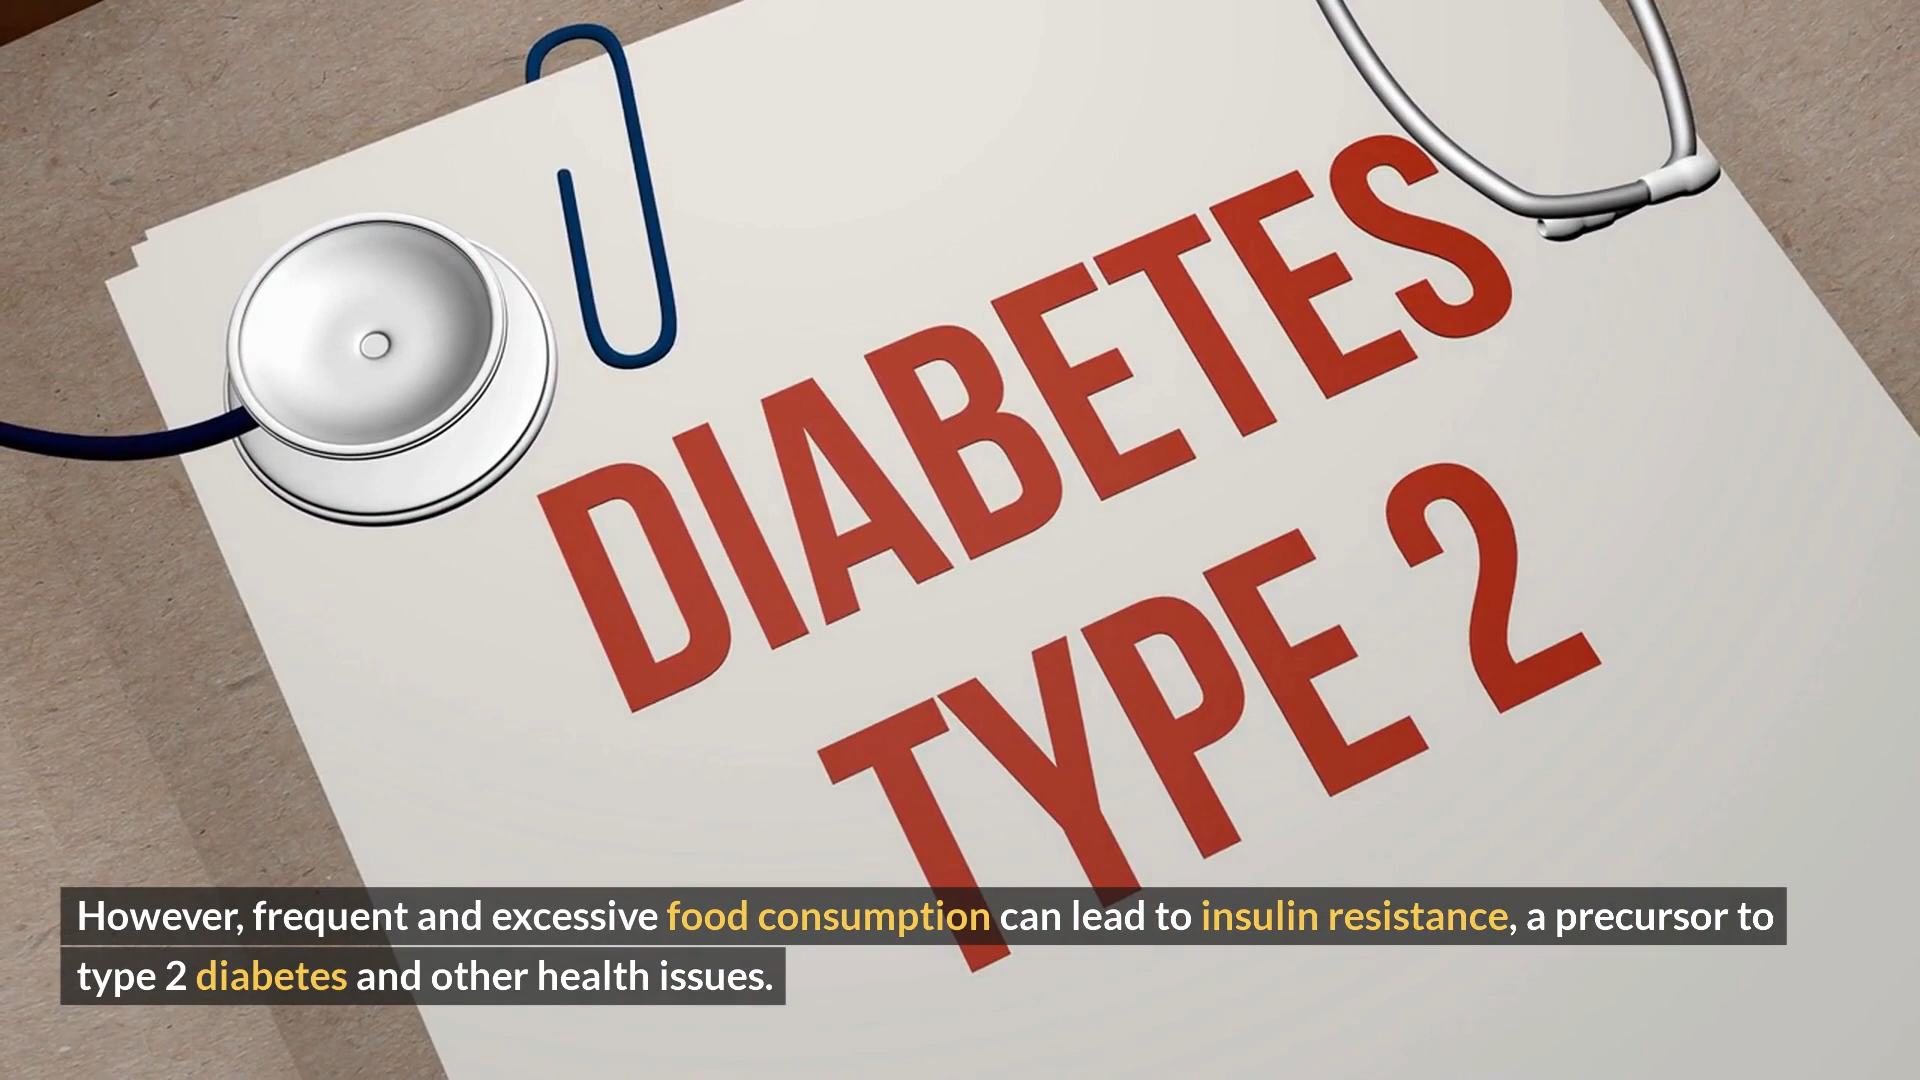 DIABETES
TYPE 2
However, frequent and excessive food consumption can lead to insulin resistance, a precursor to
type 2 diabetes and other health issues.